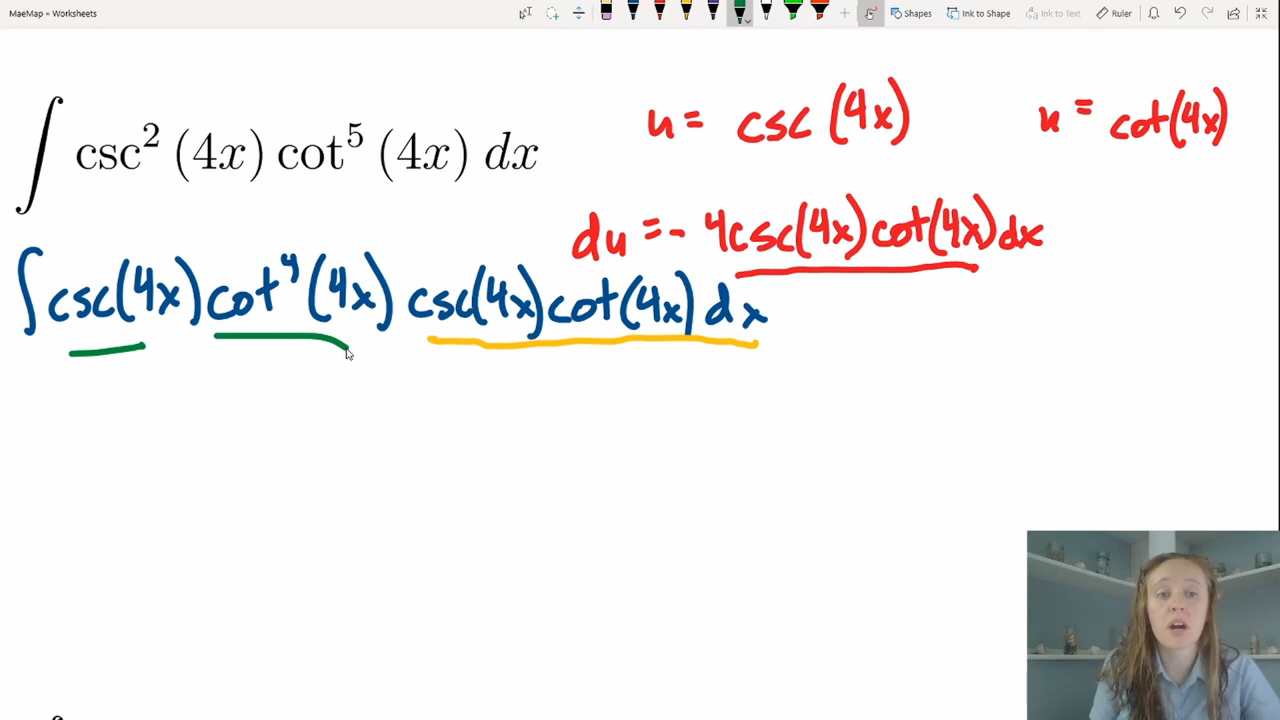 MaeMap » Worksheets
Shapes Ink to Shape Ink to Text Ruler
∫ csc² (4x) cot⁵ (4x) dx
u = csc (4x)
u = cot(4x)
du = - 4csc(4x)cot(4x)dx
∫ csc(4x) cot⁴ (4x) csc(4x)cot(4x) dx